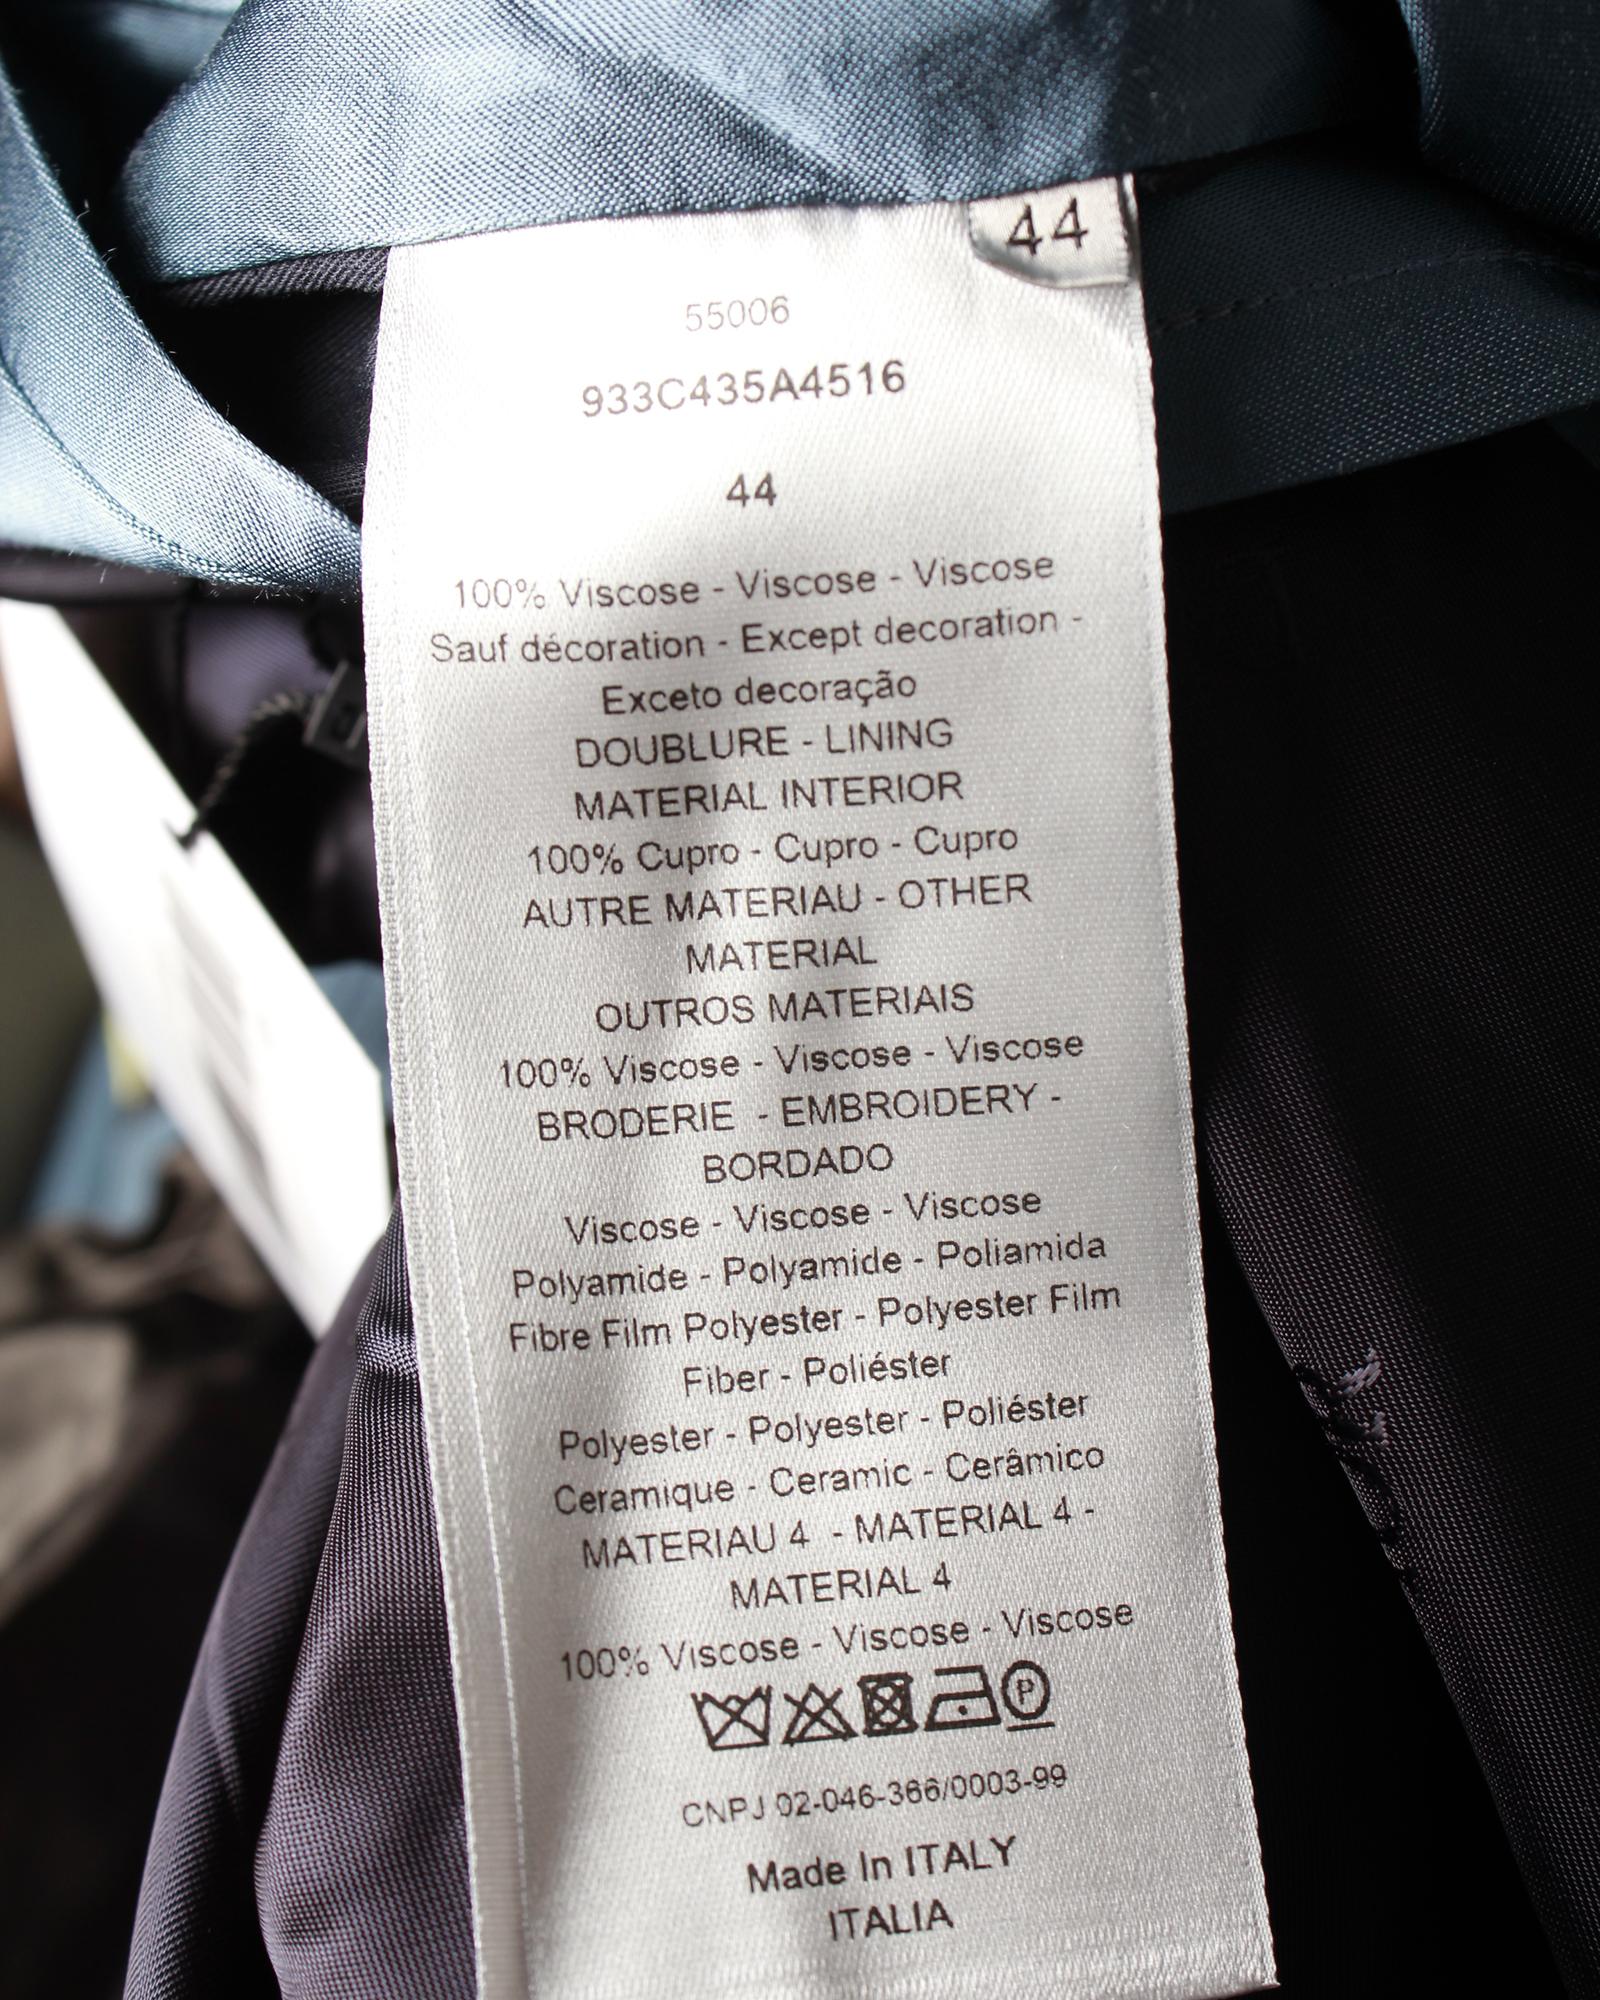 44
55006
933C435A4516
44
100% Viscose - Viscose - Viscose
Sauf décoration - Except decoration -
Exceto decoração
DOUBLURE - LINING
MATERIAL INTERIOR
100% Cupro - Cupro - Cupro
AUTRE MATERIAU - OTHER
MATERIAL
OUTROS MATERIAIS
100% Viscose - Viscose - Viscose
BRODERIE - EMBROIDERY -
BORDADO
Viscose - Viscose - Viscose
Polyamide - Polyamide - Poliamida
Fibre Film Polyester - Polyester Film
Fiber - Poliéster
Polyester - Polyester - Poliéster
Ceramique - Ceramic - Cerâmico
MATERIAU 4 - MATERIAL 4 -
MATERIAL 4
100% Viscose - Viscose - Viscose
P
CNPJ 02-046-366/0003-99
Made In ITALY
ITALIA